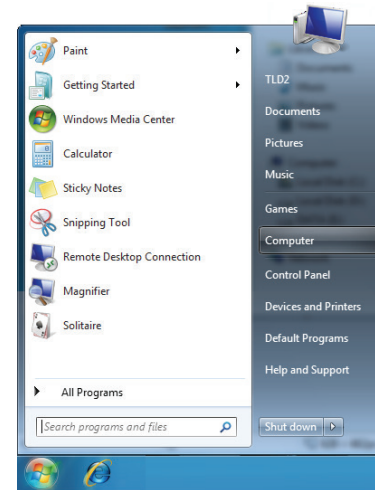 Paint
Getting Started
Windows Media Center
Calculator
Sticky Notes
Snipping Tool
Remote Desktop Connection
Magnifier
Solitaire
All Programs
Search programs and files
TLD2
Documents
Pictures
Music
Games
Computer
Control Panel
Devices and Printers
Default Programs
Help and Support
Shut down